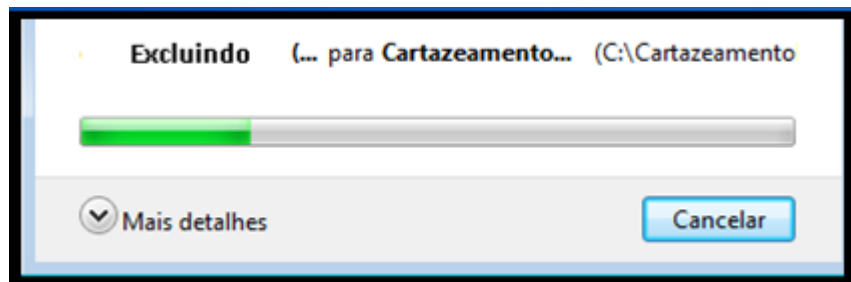 Excluindo (... para Cartazeamento... (C:\Cartazeamento
Mais detalhes
Cancelar